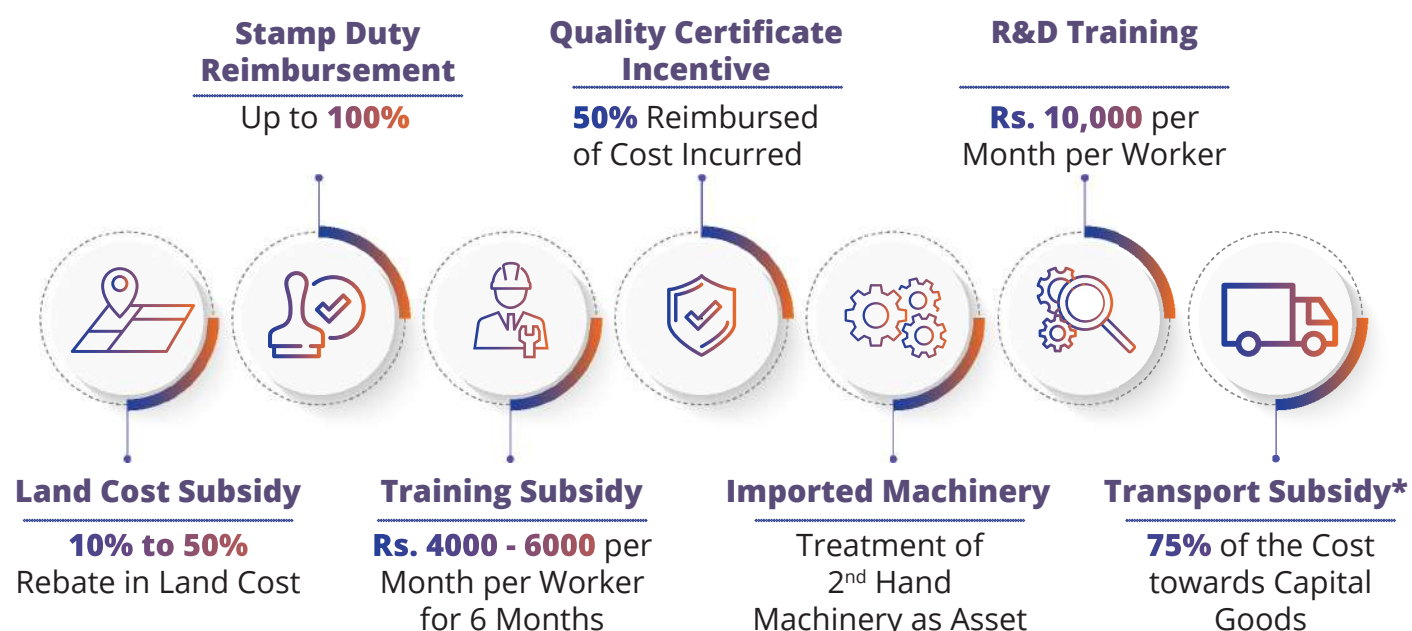 Stamp Duty
Reimbursement
Up to 100%
Quality Certificate
Incentive
50% Reimbursed
of Cost Incurred
R&D Training
Rs. 10,000 per
Month per Worker
Land Cost Subsidy
10% to 50%
Rebate in Land Cost
Training Subsidy
Rs. 4000 - 6000 per
Month per Worker
for 6 Months
Imported Machinery
Treatment of
2nd Hand
Machinery as Asset
Transport Subsidy*
75% of the Cost
towards Capital
Goods